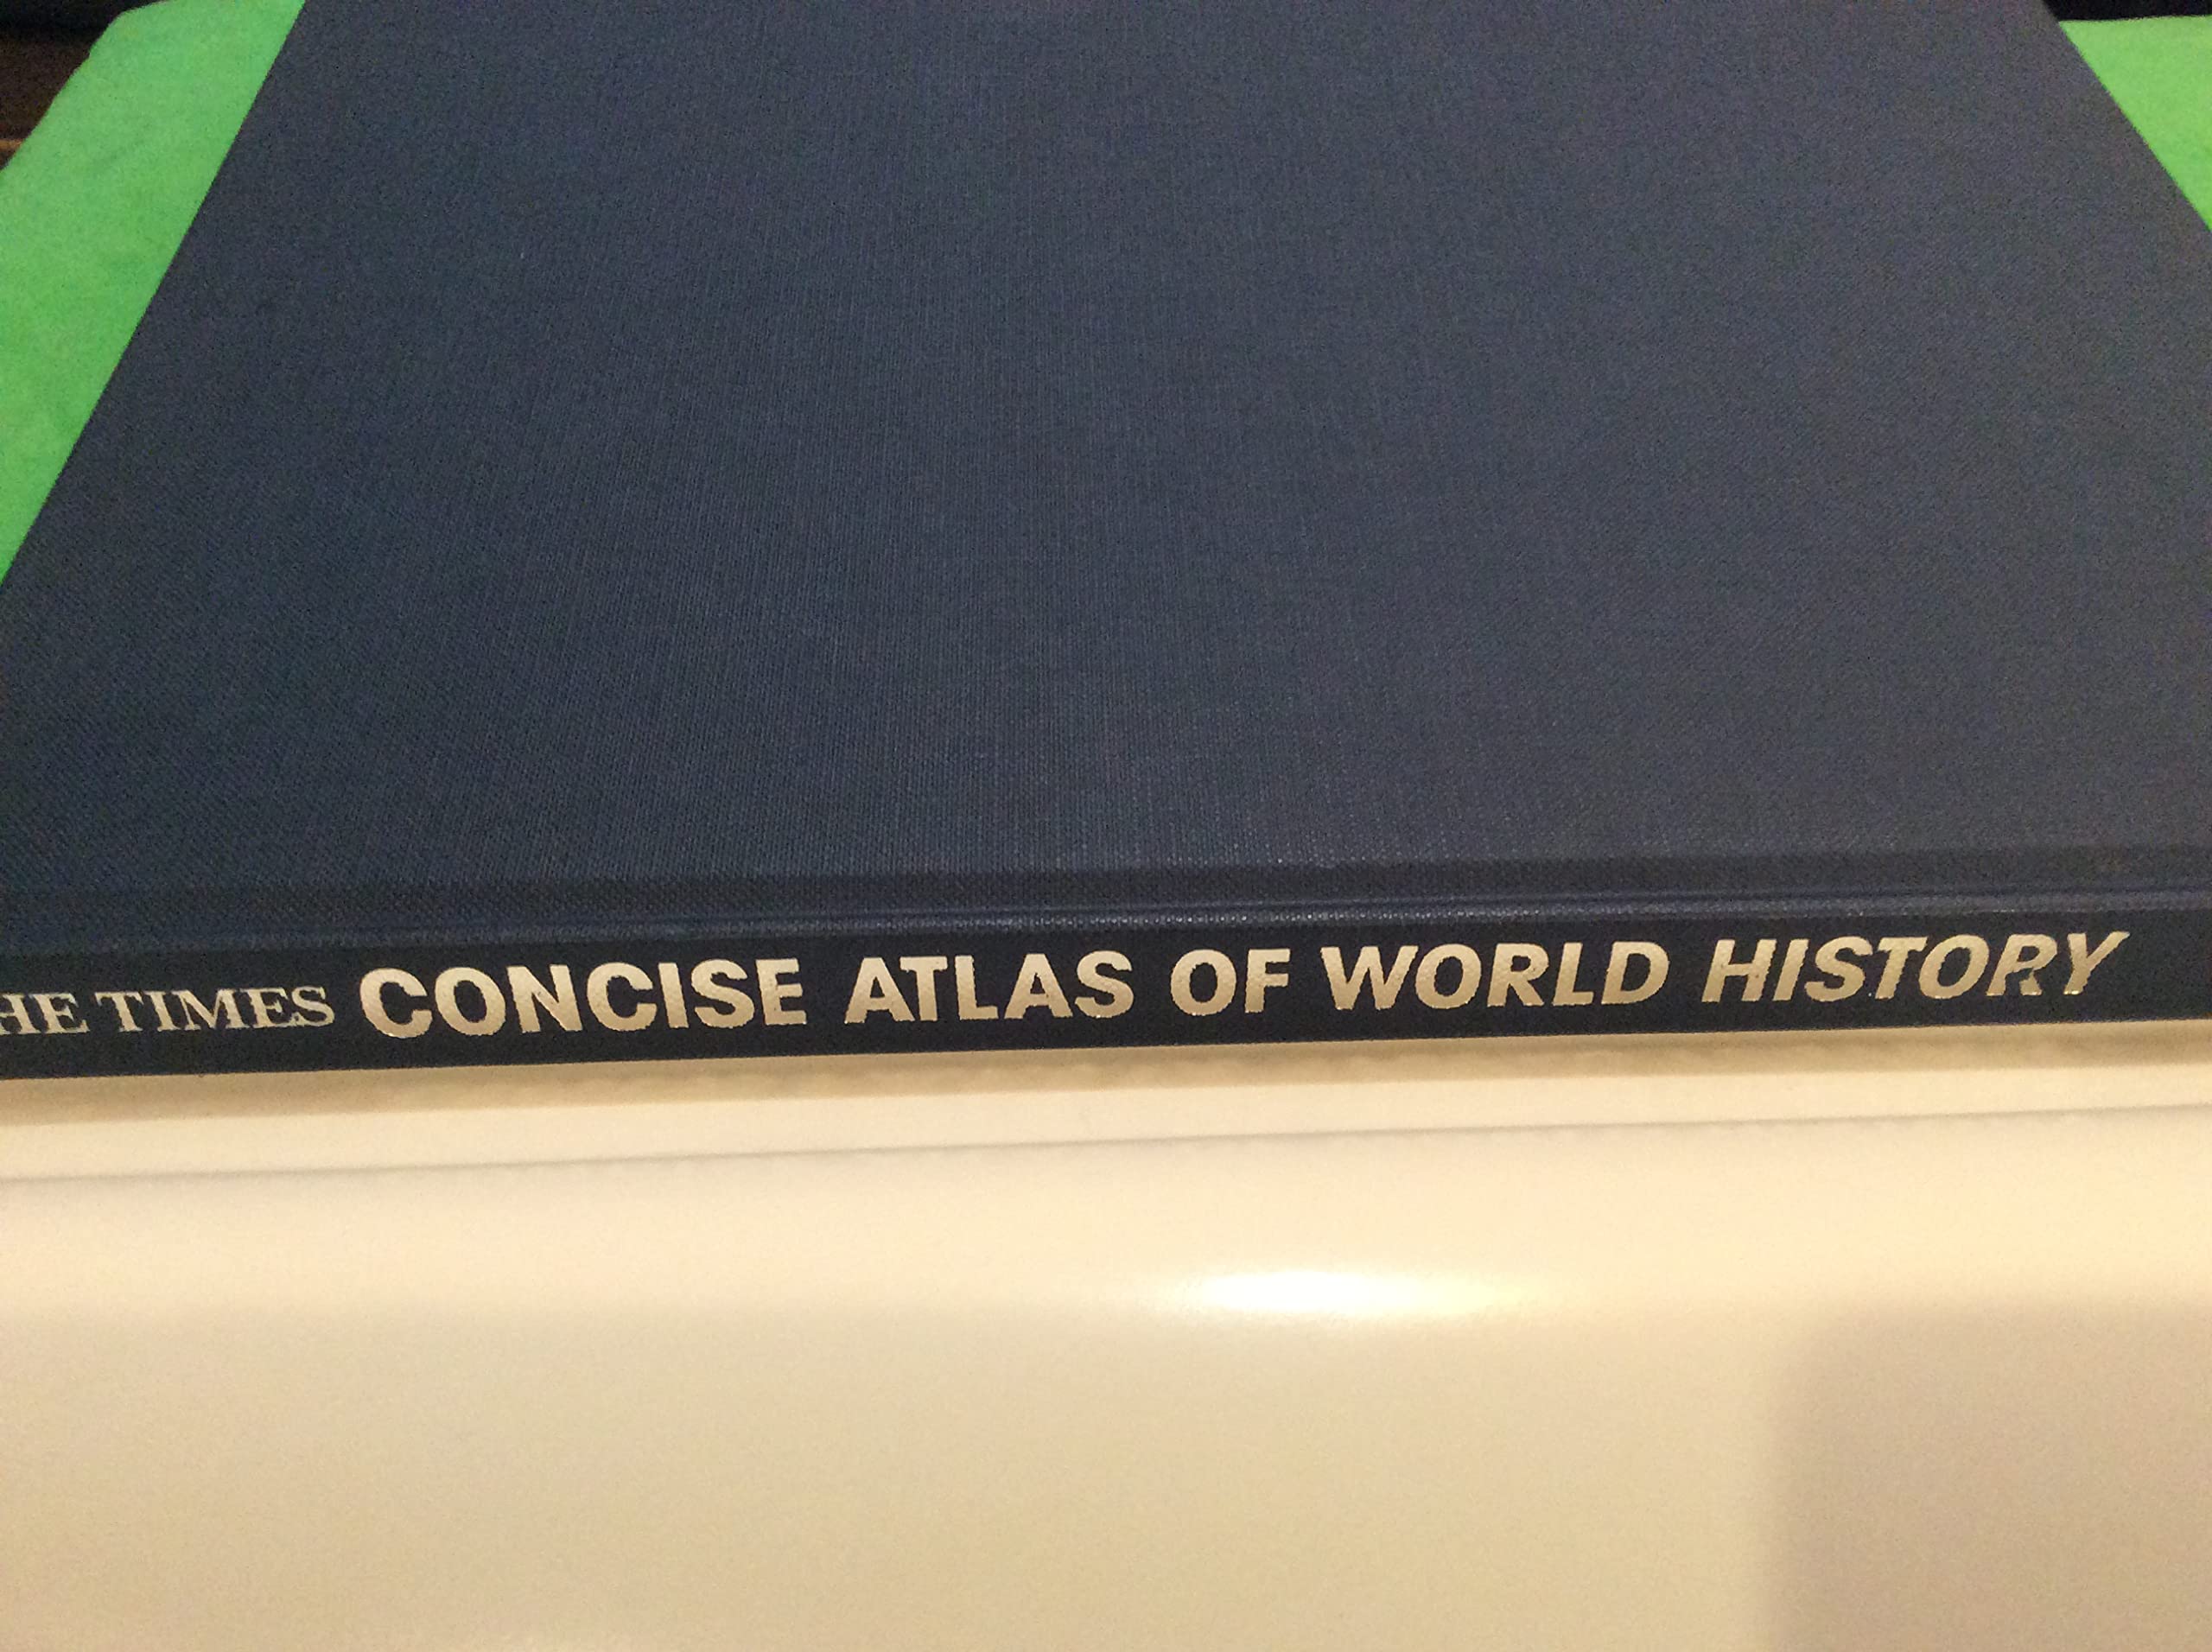 HE TIMES CONCISE ATLAS OF WORLD HISTORY